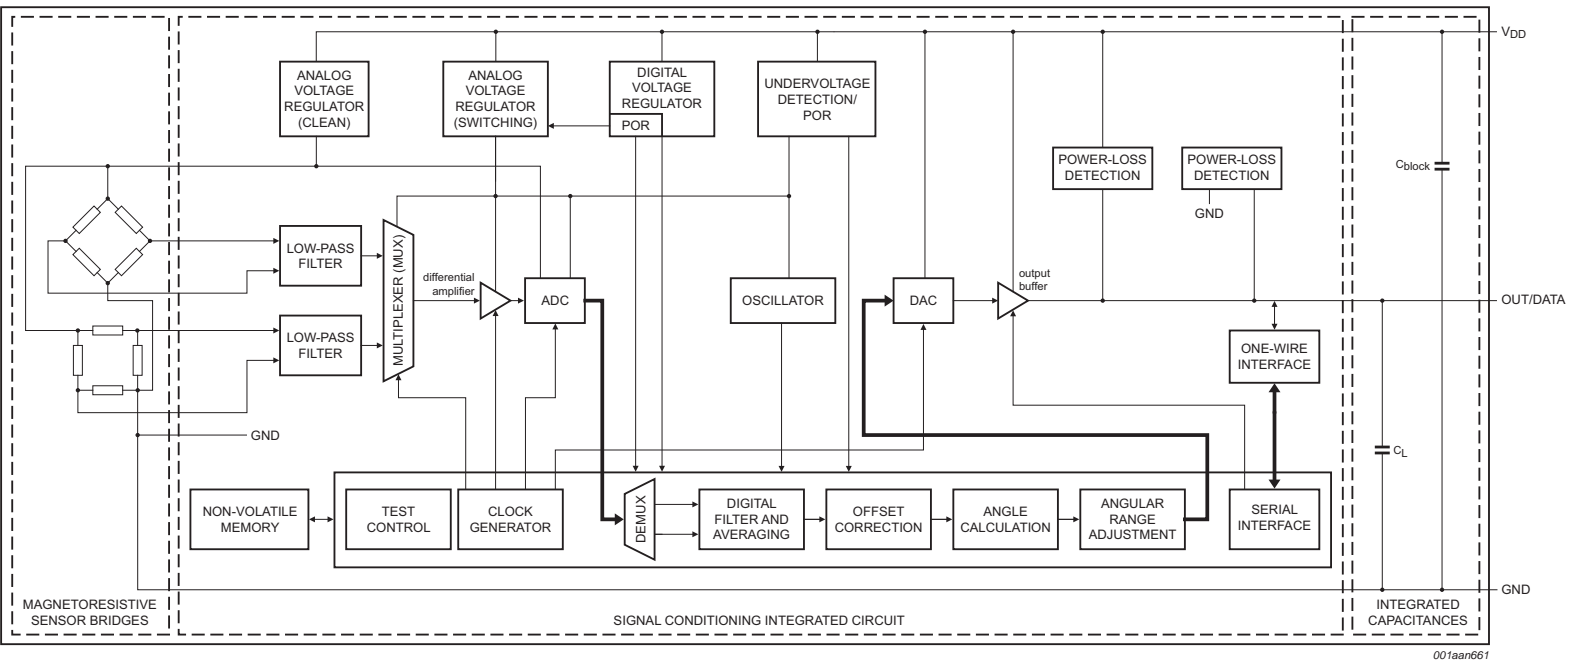 VDD
ANALOG
VOLTAGE
REGULATOR
(CLEAN)
ANALOG
VOLTAGE
REGULATOR
(SWITCHING)
DIGITAL
VOLTAGE
REGULATOR
POR
UNDERVOLTAGE
DETECTION/
POR
POWER-LOSS
DETECTION
POWER-LOSS
DETECTION
GND
Cblock
LOW-PASS
FILTER
LOW-PASS
FILTER
MULTIPLEXER (MUX)
differential
amplifier
ADC
OSCILLATOR
DAC
output
buffer
OUT/DATA
ONE-WIRE
INTERFACE
GND
CL
NON-VOLATILE
MEMORY
TEST
CONTROL
CLOCK
GENERATOR
DEMUX
DIGITAL
FILTER AND
AVERAGING
OFFSET
CORRECTION
ANGLE
CALCULATION
ANGULAR
RANGE
ADJUSTMENT
SERIAL
INTERFACE
GND
MAGNETORESISTIVE
SENSOR BRIDGES
SIGNAL CONDITIONING INTEGRATED CIRCUIT
INTEGRATED
CAPACITANCES
001aan661